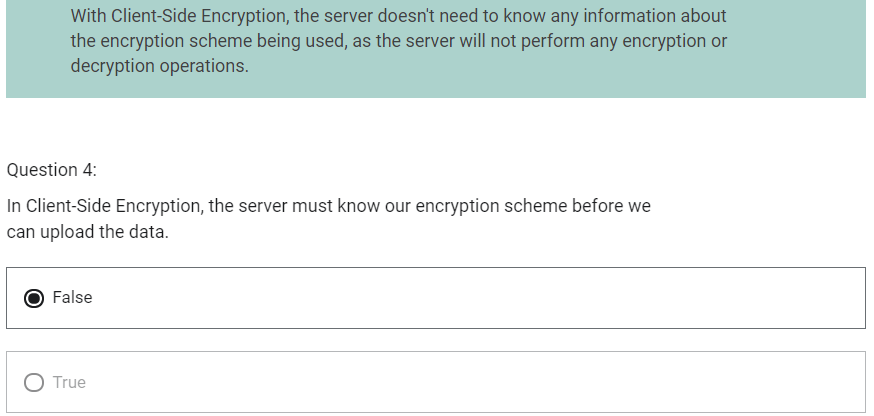 With Client-Side Encryption, the server doesn't need to know any information about
the encryption scheme being used, as the server will not perform any encryption or
decryption operations.
Question 4:
In Client-Side Encryption, the server must know our encryption scheme before we
can upload the data.
False
True